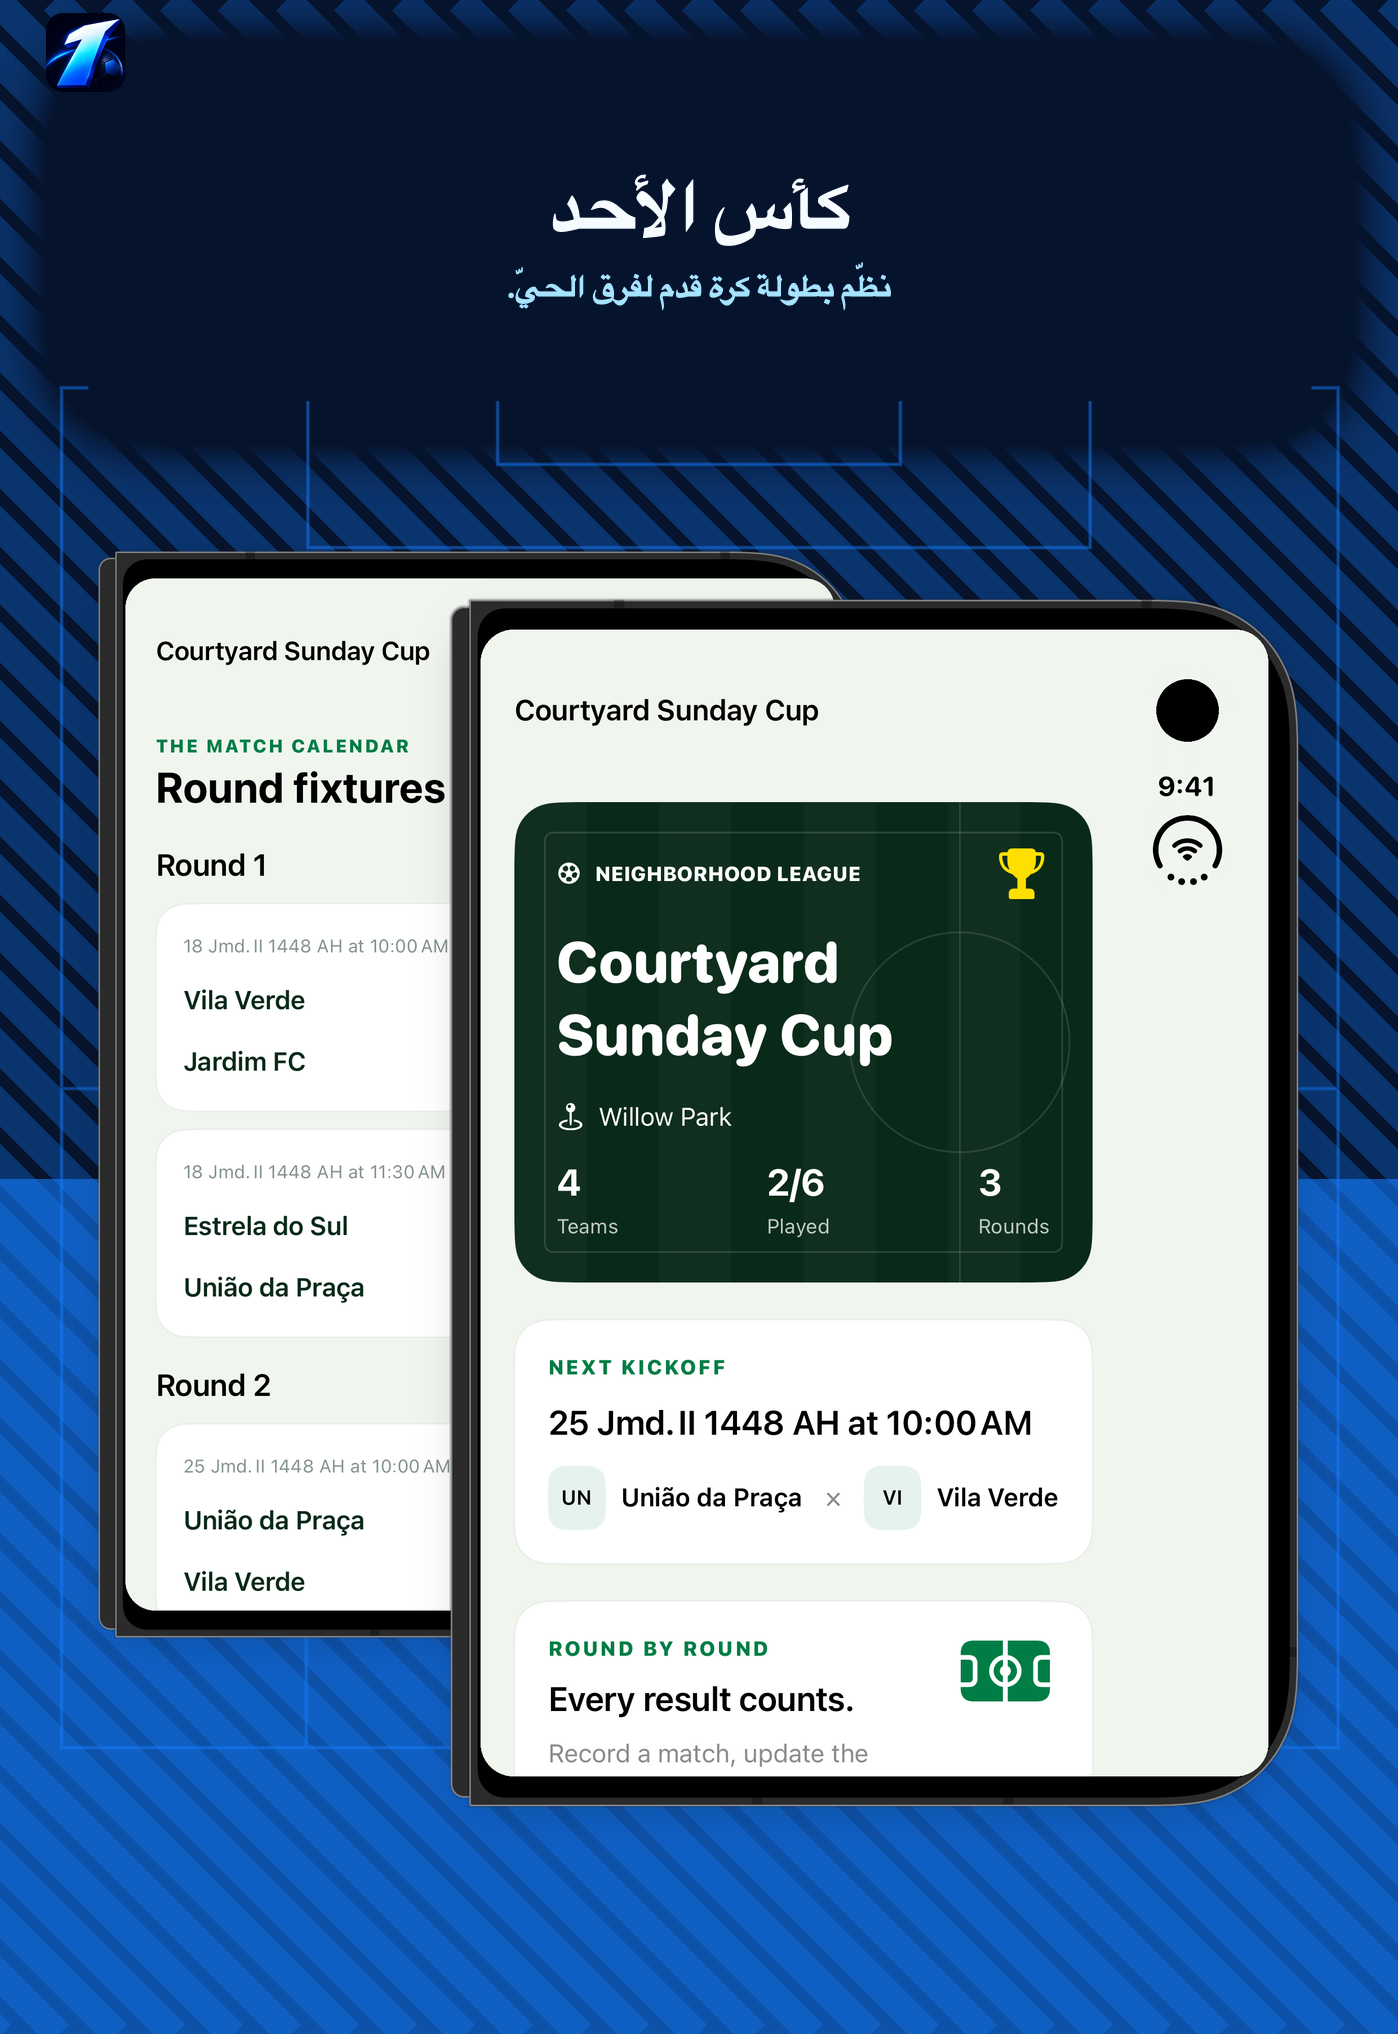 كأس الأحد
نظّم بطولة كرة قدم لفرق الحيّ.
Courtyard Sunday Cup
THE MATCH CALENDAR
Round fixtures
Round 1
18 Jmd. II 1448 AH at 10:00 AM
Vila Verde
Jardim FC
18 Jmd. II 1448 AH at 11:30 AM
Estrela do Sul
União da Praça
Round 2
25 Jmd. II 1448 AH at 10:00 AM
União da Praça
Vila Verde
Courtyard Sunday Cup
9:41
NEIGHBORHOOD LEAGUE
Courtyard
Sunday Cup
Willow Park
4 2/6 3
Teams Played Rounds
NEXT KICKOFF
25 Jmd. II 1448 AH at 10:00 AM
UN União da Praça × VI Vila Verde
ROUND BY ROUND
Every result counts.
Record a match, update the